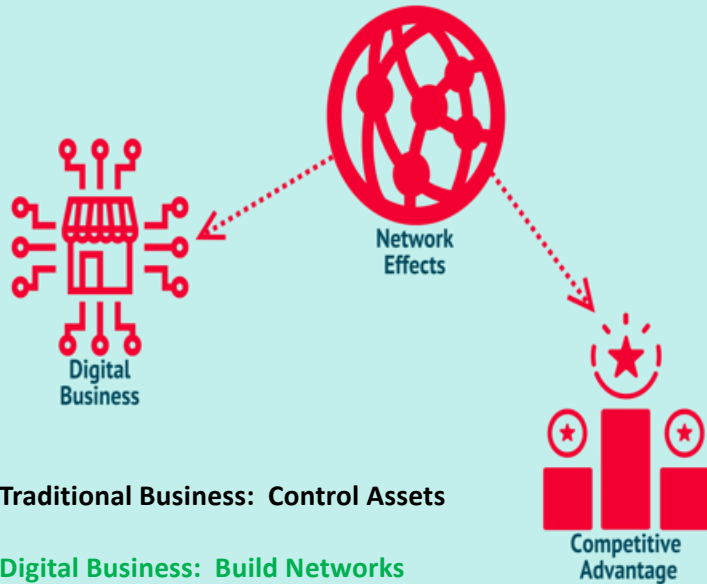 Network
Effects
Digital
Business
Traditional Business: Control Assets
Digital Business: Build Networks
Competitive
Advantage